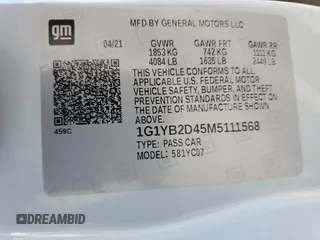 gm
MFD BY GENERAL MOTORS LLC
04/21 GVWR GAWR FRT GAWR RR
1853 KG 742 KG 1111 KG
4084 LB 1635 LB 2449 LB
THIS VEHICLE CONFORMS TO ALL APPLICABLE
U.S. FEDERAL MOTOR
VEHICLE SAFETY, BUMPER,
AND THEFT PREVENTION
STANDARDS IN EFFECT ON
THE DATE OF MANUFACTURE
SHOWN ABOVE.
459C
1G1YB2D45M5111568
TYPE: PASS CAR
MODEL: 581YC07
© DREAMBID